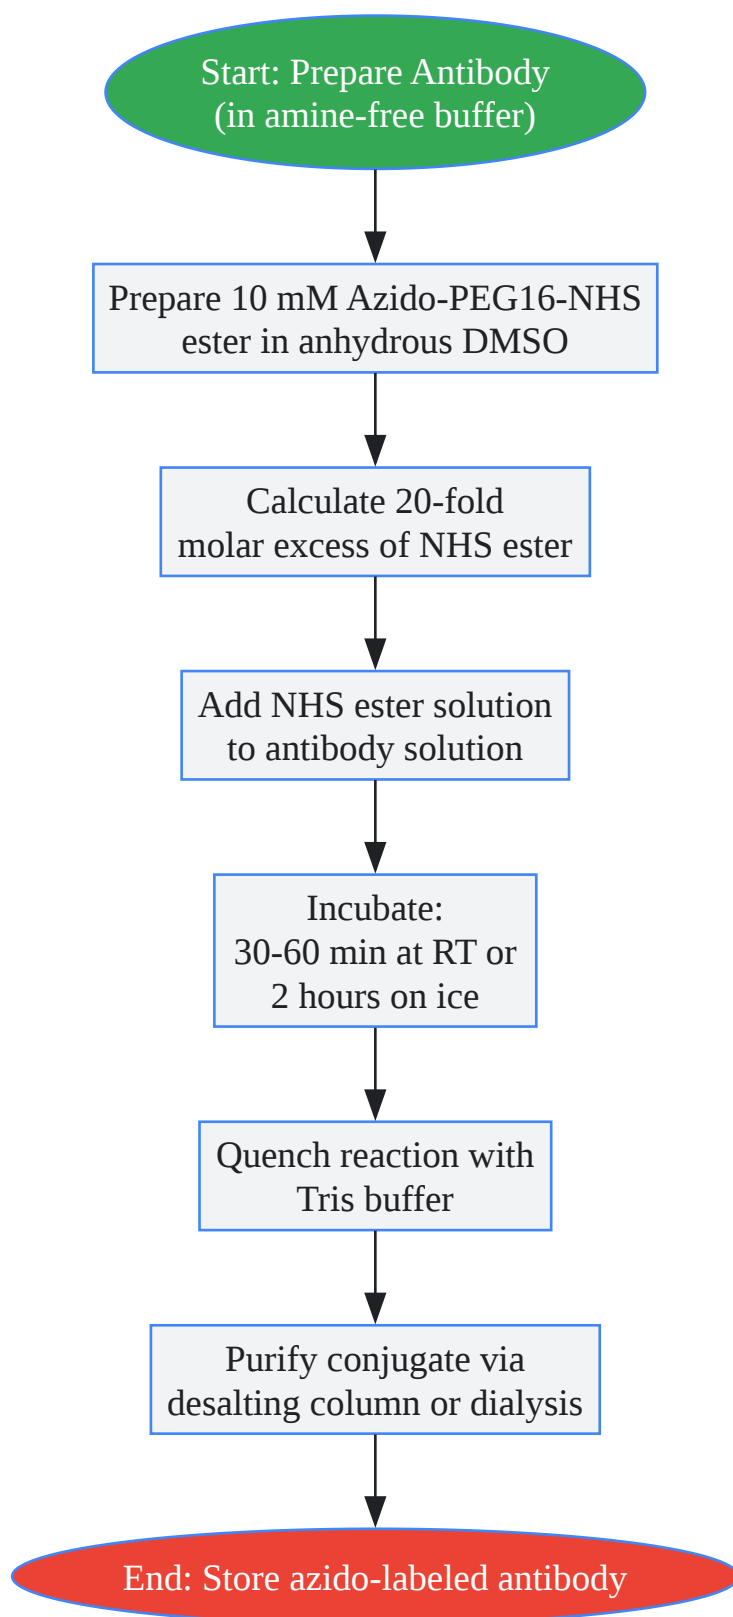 Start: Prepare Antibody
(in amine-free buffer)
Prepare 10 mM Azido-PEG16-NHS
ester in anhydrous DMSO
Calculate 20-fold
molar excess of NHS ester
Add NHS ester solution
to antibody solution
Incubate:
30-60 min at RT or
2 hours on ice
Quench reaction with
Tris buffer
Purify conjugate via
desalting column or dialysis
End: Store azido-labeled antibody